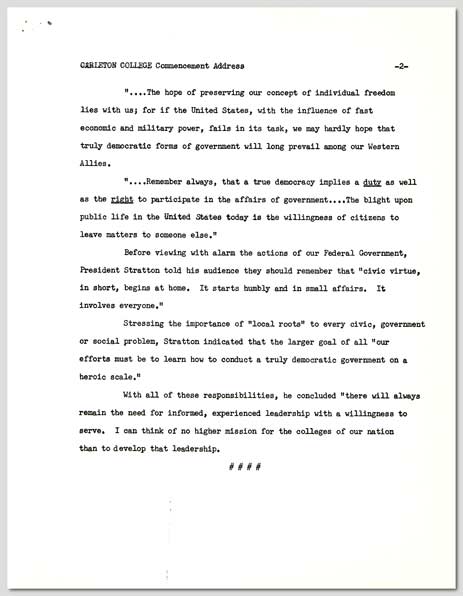 CARLETON COLLEGE Commencement Address -2-
"....The hope of preserving our concept of individual freedom
lies with us; for if the United States, with the influence of fast
economic and military power, fails in its task, we may hardly hope that
truly democratic forms of government will long prevail among our Western
Allies.
"....Remember always, that a true democracy implies a duty as well
as the right to participate in the affairs of government....The blight upon
public life in the United States today is the willingness of citizens to
leave matters to someone else."
Before viewing with alarm the actions of our Federal Government,
President Stratton told his audience they should remember that "civic virtue,
in short, begins at home. It starts humbly and in small affairs. It
involves everyone."
Stressing the importance of "local roots" to every civic, government
or social problem, Stratton indicated that the larger goal of all "our
efforts must be to learn how to conduct a truly democratic government on a
heroic scale."
With all of these responsibilities, he concluded "there will always
remain the need for informed, experienced leadership with a willingness to
serve. I can think of no higher mission for the colleges of our nation
than to develop that leadership.
# # # #